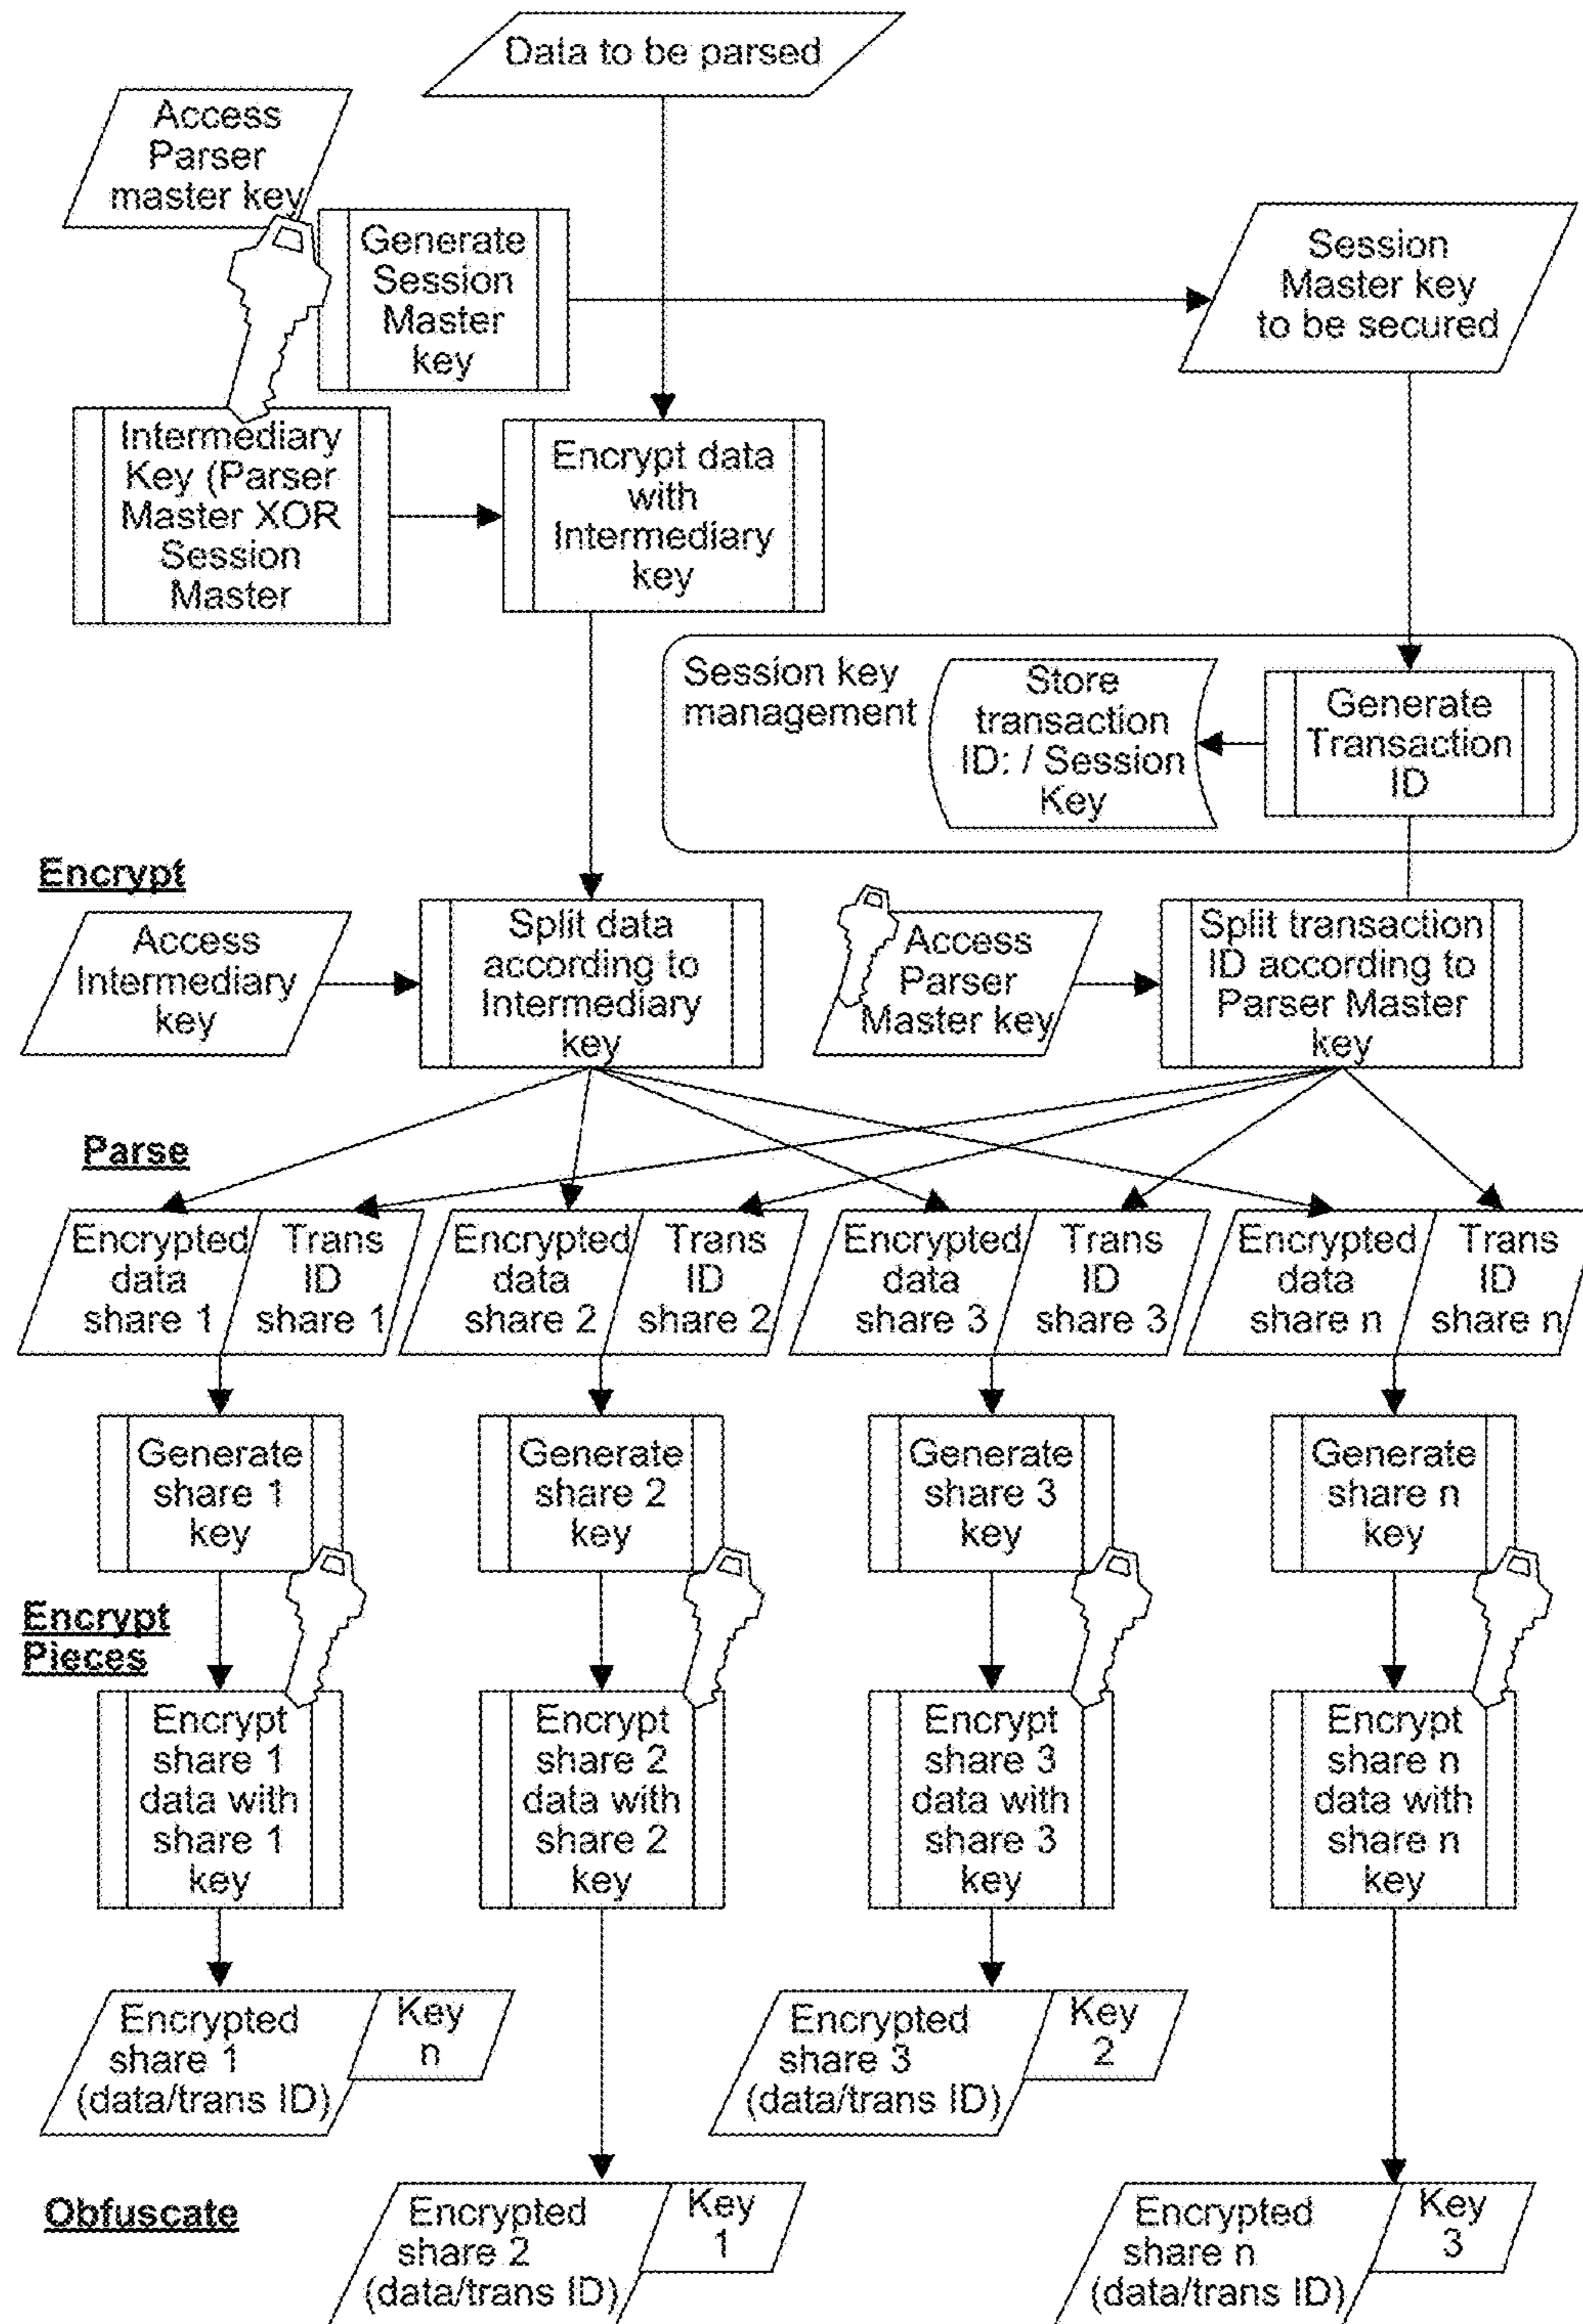 Data to be parsed
Access
Parser
master key
Generate
Session
Master
key
Session
Master key
to be secured
Intermediary
Key (Parser
Master XOR
Session
Master
Encrypt data
with
Intermediary
key
Session key
management
Store
transaction
ID: / Session
Key
Generate
Transaction
ID
Encrypt
Access
Intermediary
key
Split data
according to
Intermediary
key
Access
Parser
Master key
Split transaction
ID according to
Parser Master
key
Parse
Encrypted
data
share 1
Trans
ID
share 1
Encrypted
data
share 2
Trans
ID
share 2
Encrypted
data
share 3
Trans
ID
share 3
Encrypted
data
share n
Trans
ID
share n
Generate
share 1
key
Generate
share 2
key
Generate
share 3
key
Generate
share n
key
Encrypt
Pieces
Encrypt
share 1
data with
share 1
key
Encrypt
share 2
data with
share 2
key
Encrypt
share 3
data with
share 3
key
Encrypt
share n
data with
share n
key
Encrypted
share 1
(data/trans ID)
Key
n
Encrypted
share 3
(data/trans ID)
Key
2
Obfuscate
Encrypted
share 2
(data/trans ID)
Key
1
Encrypted
share n
(data/trans ID)
Key
3